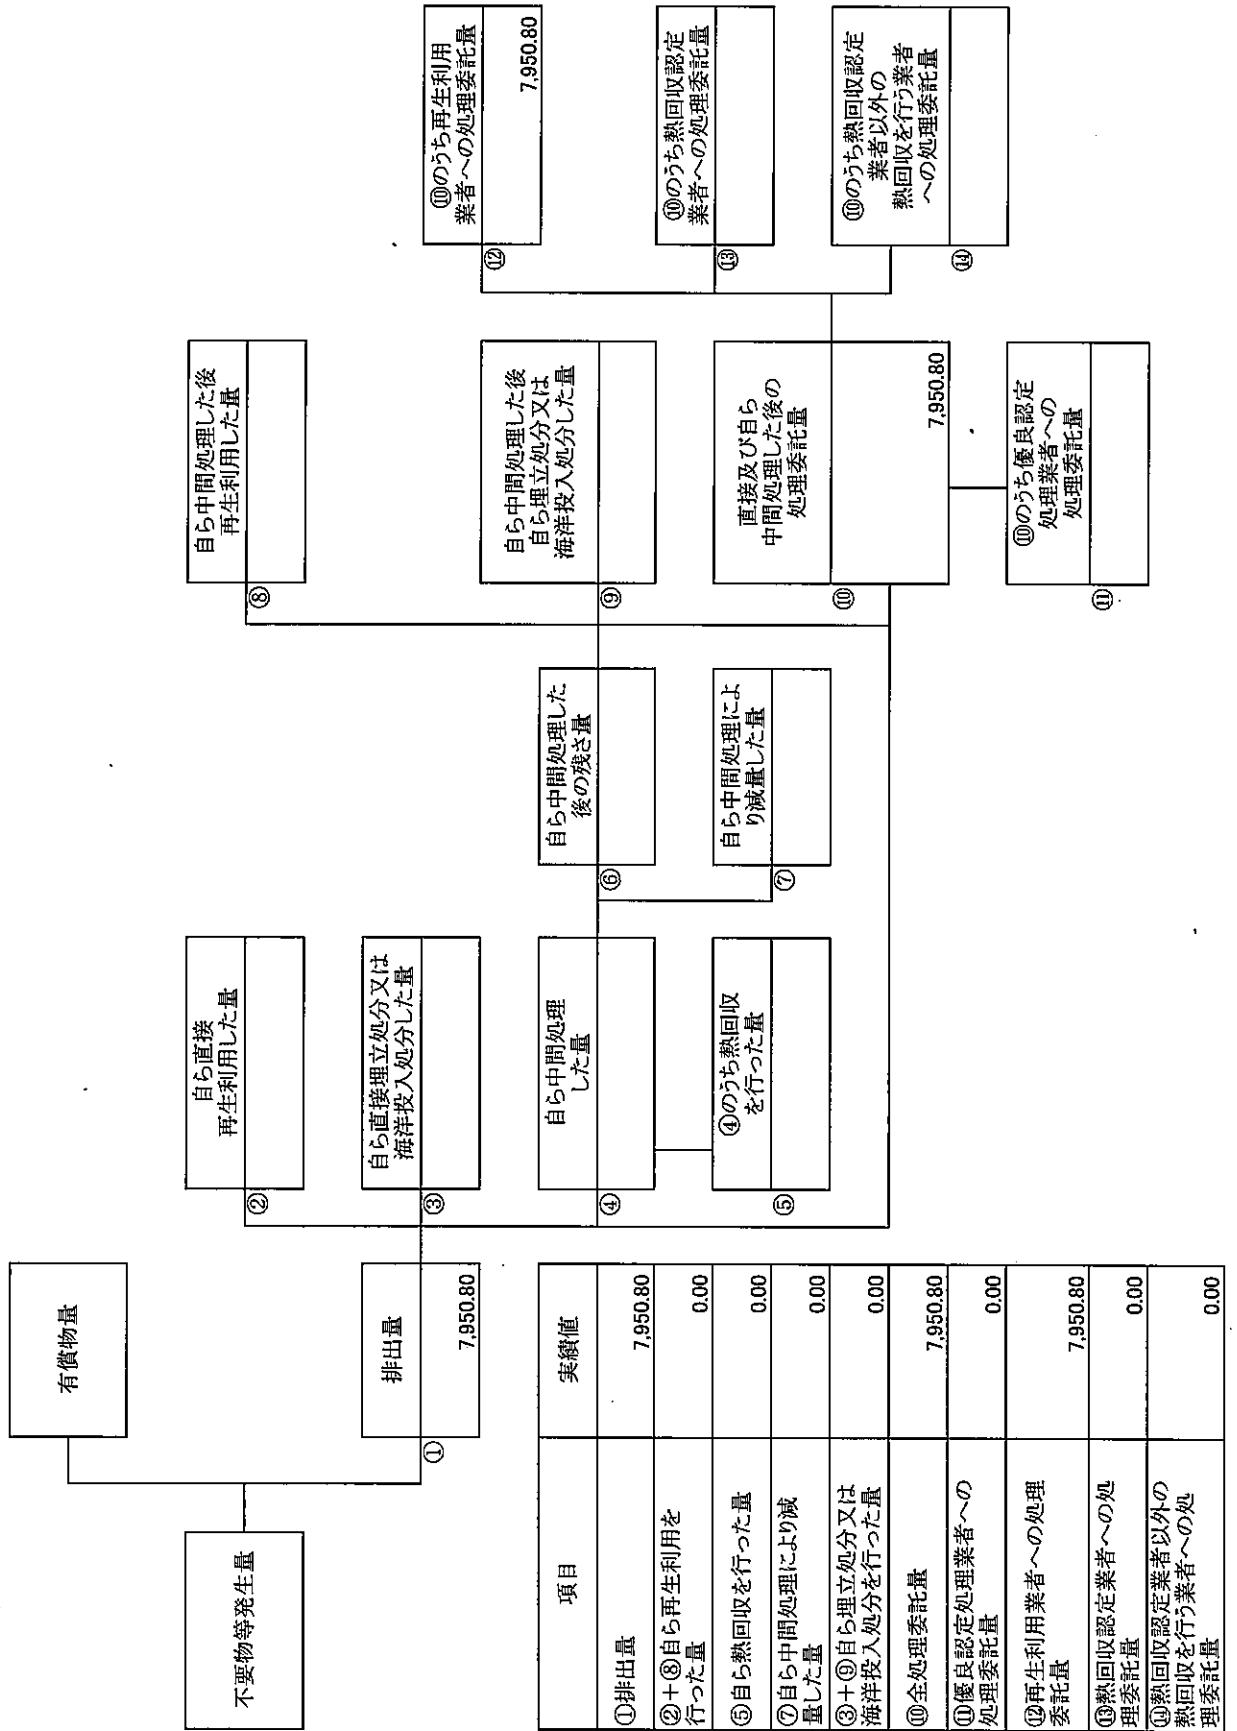 有償物量
不要物等発生量
排出量
①
7,950.80
自ら直接
再生利用した量
②
自ら直接埋立処分又は
海洋投入処分した量
③
自ら中間処理
した量
④
④のうち熱回収
を行った量
⑤
自ら中間処理した
後の残さ量
⑥
自ら中間処理によ
り減量した量
⑦
自ら中間処理した後
再生利用した量
⑧
自ら中間処理した後
自ら埋立処分又は
海洋投入処分した量
⑨
直接及び自ら
中間処理した後の
処理委託量
⑩
7,950.80
⑩のうち優良認定
処理業者への
処理委託量
⑪
⑩のうち再生利用
業者への処理委託量
⑫
7,950.80
⑩のうち熱回収認定
業者への処理委託量
⑬
⑩のうち熱回収認定
業者以外の
熱回収を行う業者
への処理委託量
⑭
項目
実績値
①排出量
7,950.80
②+⑧自ら再生利用を
行った量
0.00
⑤自ら熱回収を行った量
0.00
⑦自ら中間処理により減
量した量
0.00
③+⑨自ら埋立処分又は
海洋投入処分を行った量
0.00
⑩全処理委託量
7,950.80
⑪優良認定処理業者への
処理委託量
0.00
⑫再生利用業者への処理
委託量
7,950.80
⑬熱回収認定業者への処
理委託量
0.00
⑭熱回収認定業者以外の
熱回収を行う業者への処
理委託量
0.00